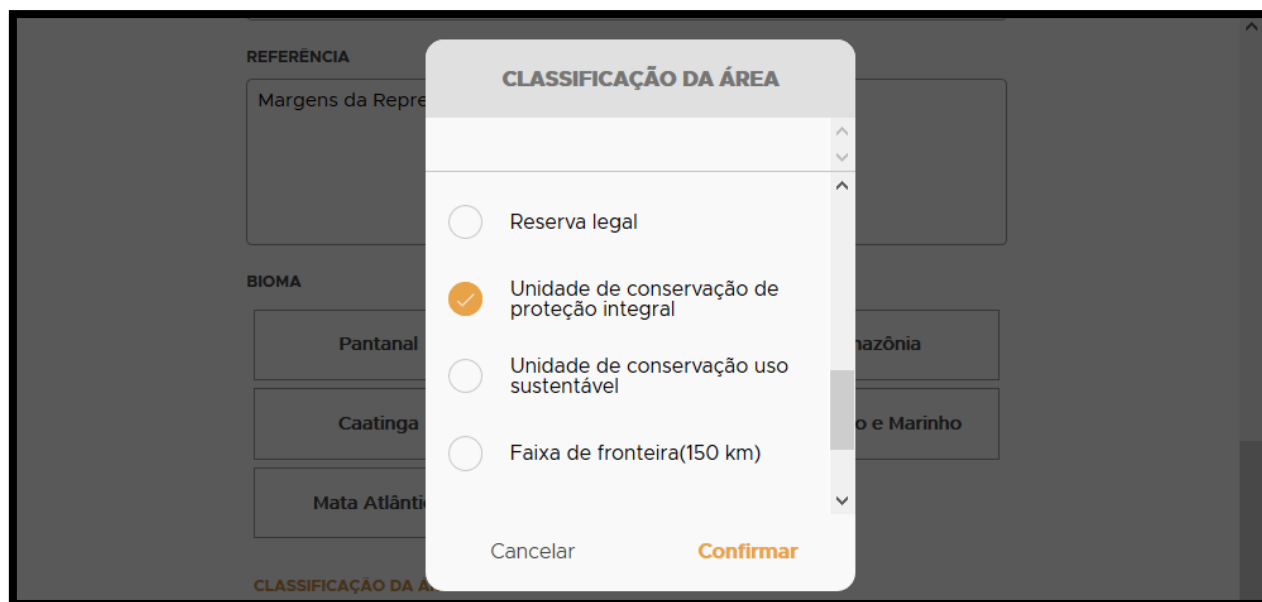 REFERÊNCIA
Margens da Repre
BIOMA
Pantanal
Caatinga
Mata Atlânti
CLASSIFICAÇÃO DA Á
CLASSIFICAÇÃO DA ÁREA
Reserva legal
Unidade de conservação de
proteção integral
Unidade de conservação uso
sustentável
Faixa de fronteira(150 km)
Cancelar
Confirmar
nazônia
o e Marinho